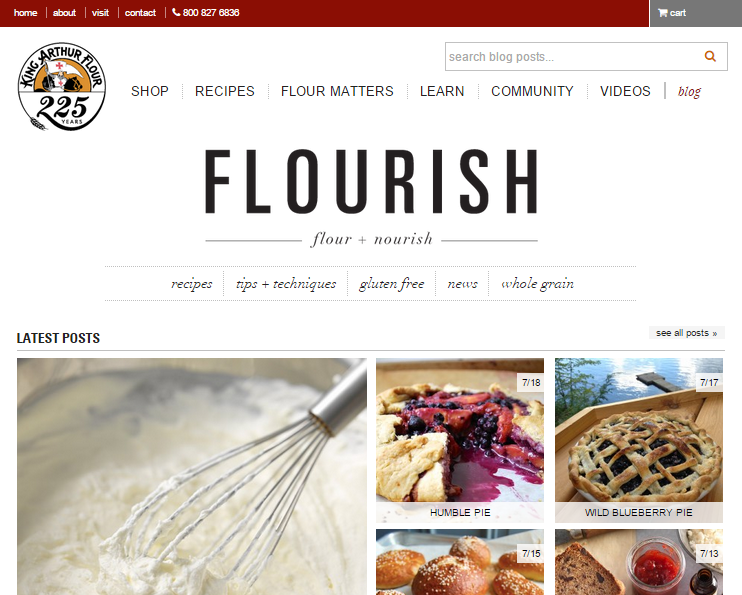 home about visit contact 800 827 6836 cart
KING ARTHUR FLOUR
225
YEARS
search blog posts...
SHOP RECIPES FLOUR MATTERS LEARN COMMUNITY VIDEOS blog
FLOURISH
flour + nourish
recipes tips + techniques gluten free news whole grain
LATEST POSTS see all posts »
7/18 7/17
HUMBLE PIE WILD BLUEBERRY PIE
7/15 7/13